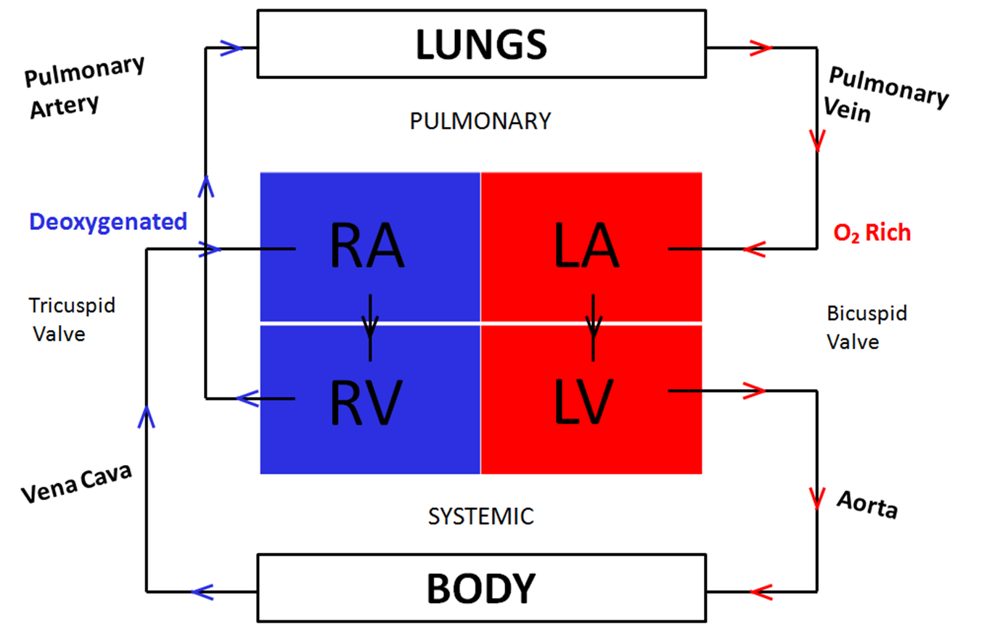 LUNGS
Pulmonary
Artery
Pulmonary
Vein
PULMONARY
Deoxygenated
RA
LA
O₂ Rich
Tricuspid
Valve
Bicuspid
Valve
RV
LV
Vena Cava
SYSTEMIC
Aorta
BODY